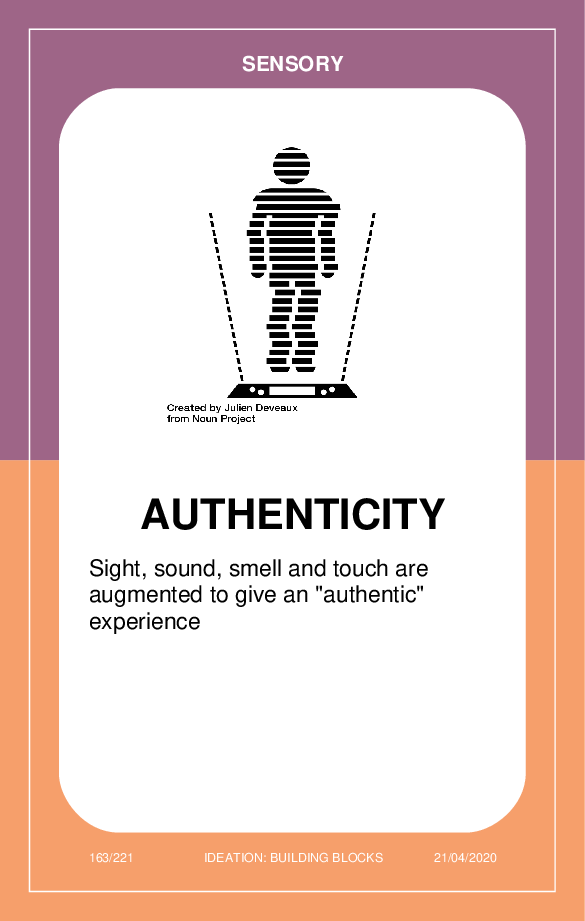 SENSORY
Created by Julien Deveaux
from Noun Project
AUTHENTICITY
Sight, sound, smell and touch are
augmented to give an "authentic"
experience
163/221 IDEATION: BUILDING BLOCKS 21/04/2020